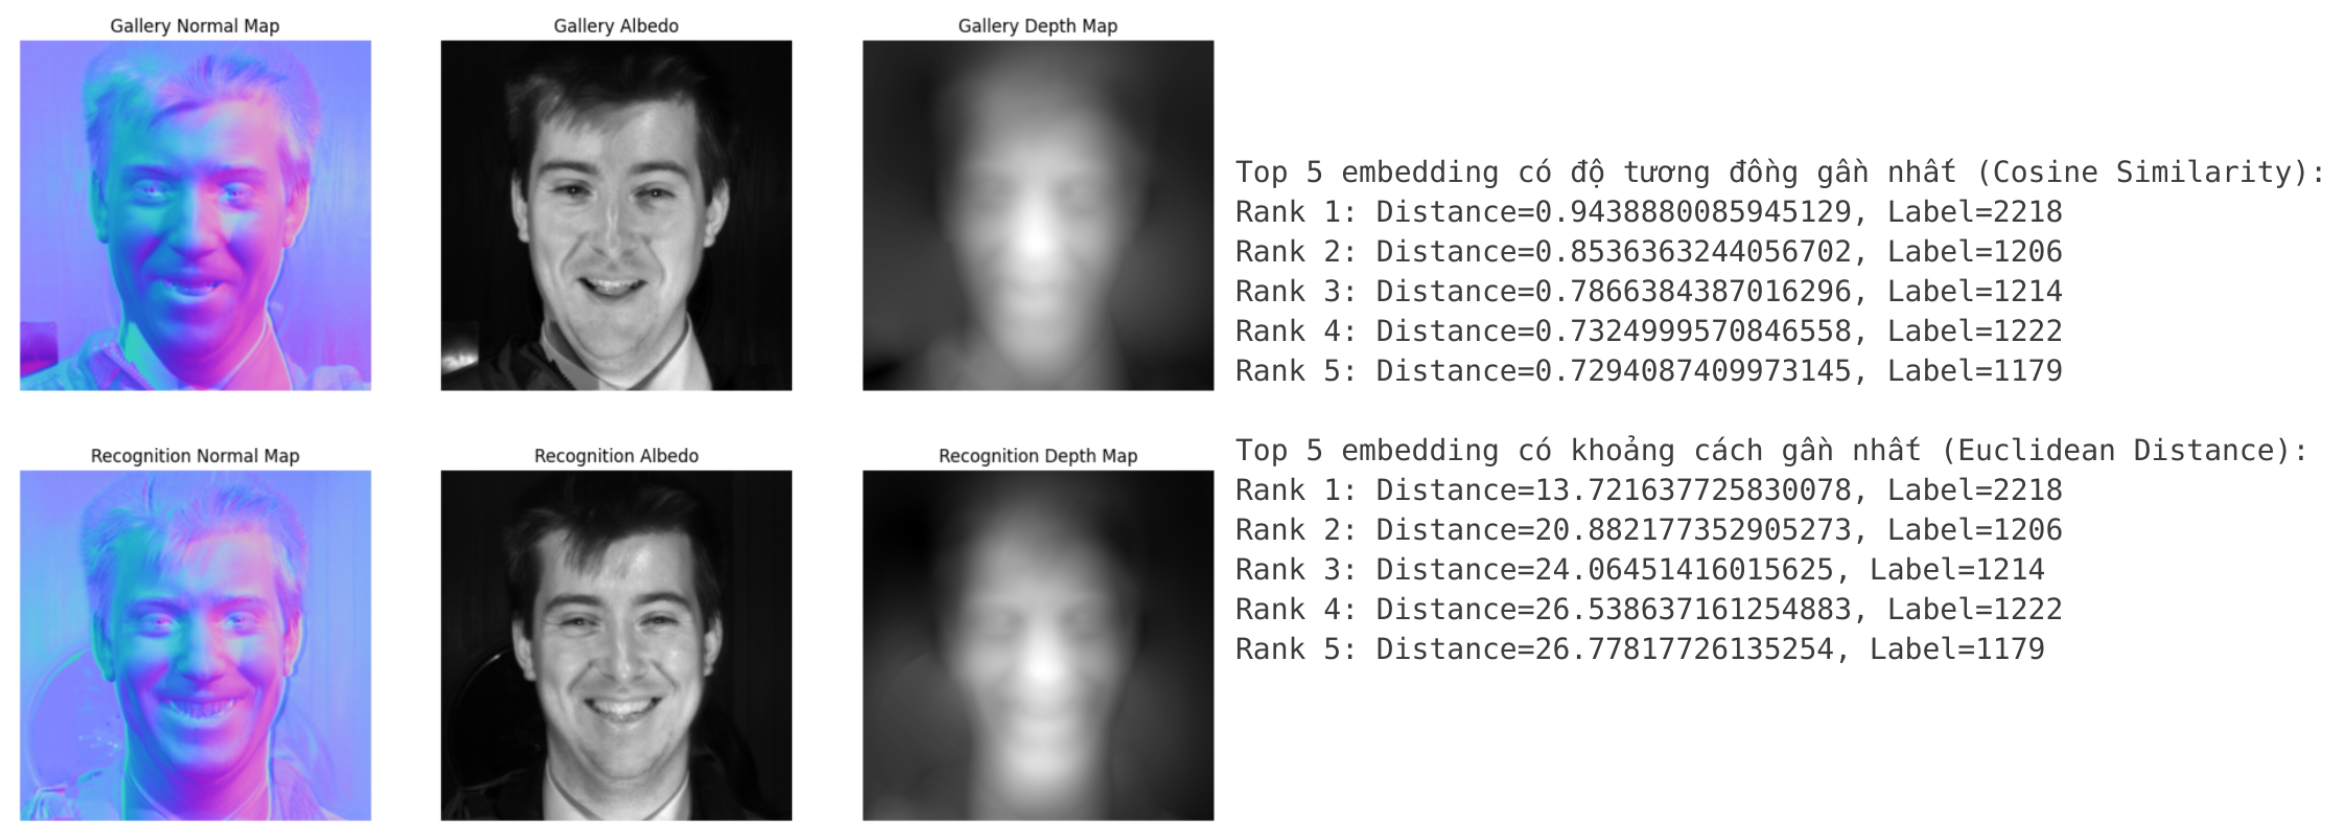 Gallery Normal Map
Gallery Albedo
Gallery Depth Map
Top 5 embedding có độ tương đồng gần nhất (Cosine Similarity):
Rank 1: Distance=0.9438880085945129, Label=2218
Rank 2: Distance=0.8536363244056702, Label=1206
Rank 3: Distance=0.7866384387016296, Label=1214
Rank 4: Distance=0.7324999570846558, Label=1222
Rank 5: Distance=0.7294087409973145, Label=1179
Recognition Normal Map
Recognition Albedo
Recognition Depth Map
Top 5 embedding có khoảng cách gần nhất (Euclidean Distance):
Rank 1: Distance=13.721637725830078, Label=2218
Rank 2: Distance=20.882177352905273, Label=1206
Rank 3: Distance=24.06451416015625, Label=1214
Rank 4: Distance=26.538637161254883, Label=1222
Rank 5: Distance=26.77817726135254, Label=1179